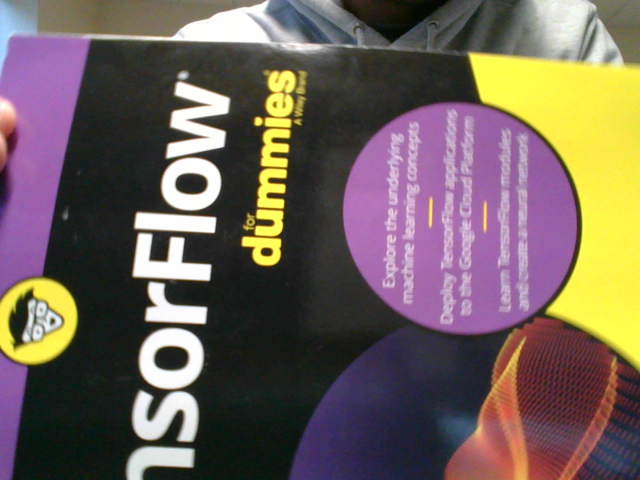 nsorFlow®
for
dummies®
A Wiley Brand
Explore the underlying
machine learning concepts
Deploy TensorFlow applications
to the Google Cloud Platform
Learn TensorFlow modules
and create a neural network